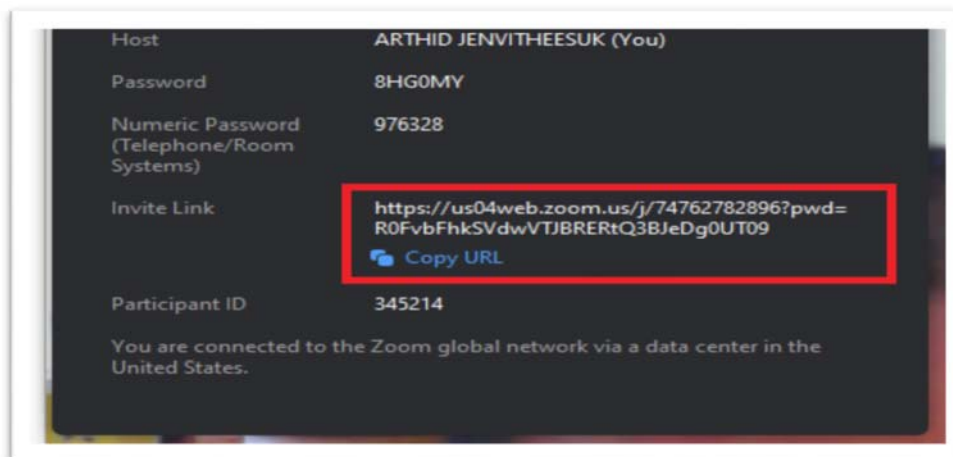 Host ARTHID JENVITHEESUK (You)
Password 8HG0MY
Numeric Password 976328
(Telephone/Room
Systems)
Invite Link https://us04web.zoom.us/j/74762782896?pwd=
R0FvbFhkSVdwVTJBRERtQ3BJeDg0UT09
Copy URL
Participant ID 345214
You are connected to the Zoom global network via a data center in the
United States.